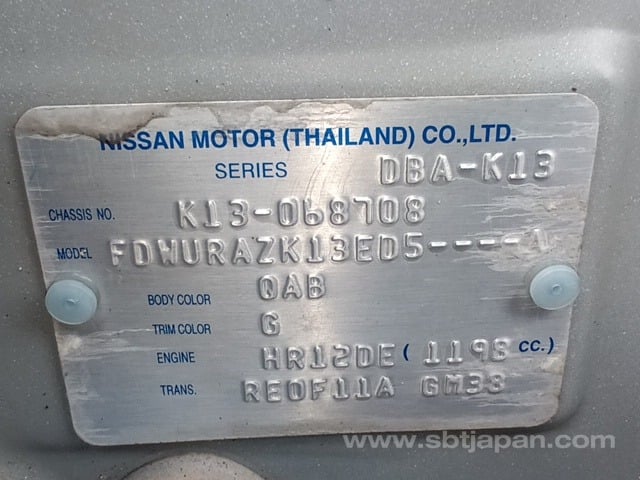 NISSAN MOTOR (THAILAND) CO.,LTD.
SERIES DBA-K13
CHASSIS NO. K13-068708
MODEL FDWURAZK13ED5----A
BODY COLOR QAB
TRIM COLOR G
ENGINE HR12DE ( 1198 CC.)
TRANS. RE0F11A GM38
www.sbtjapan.com